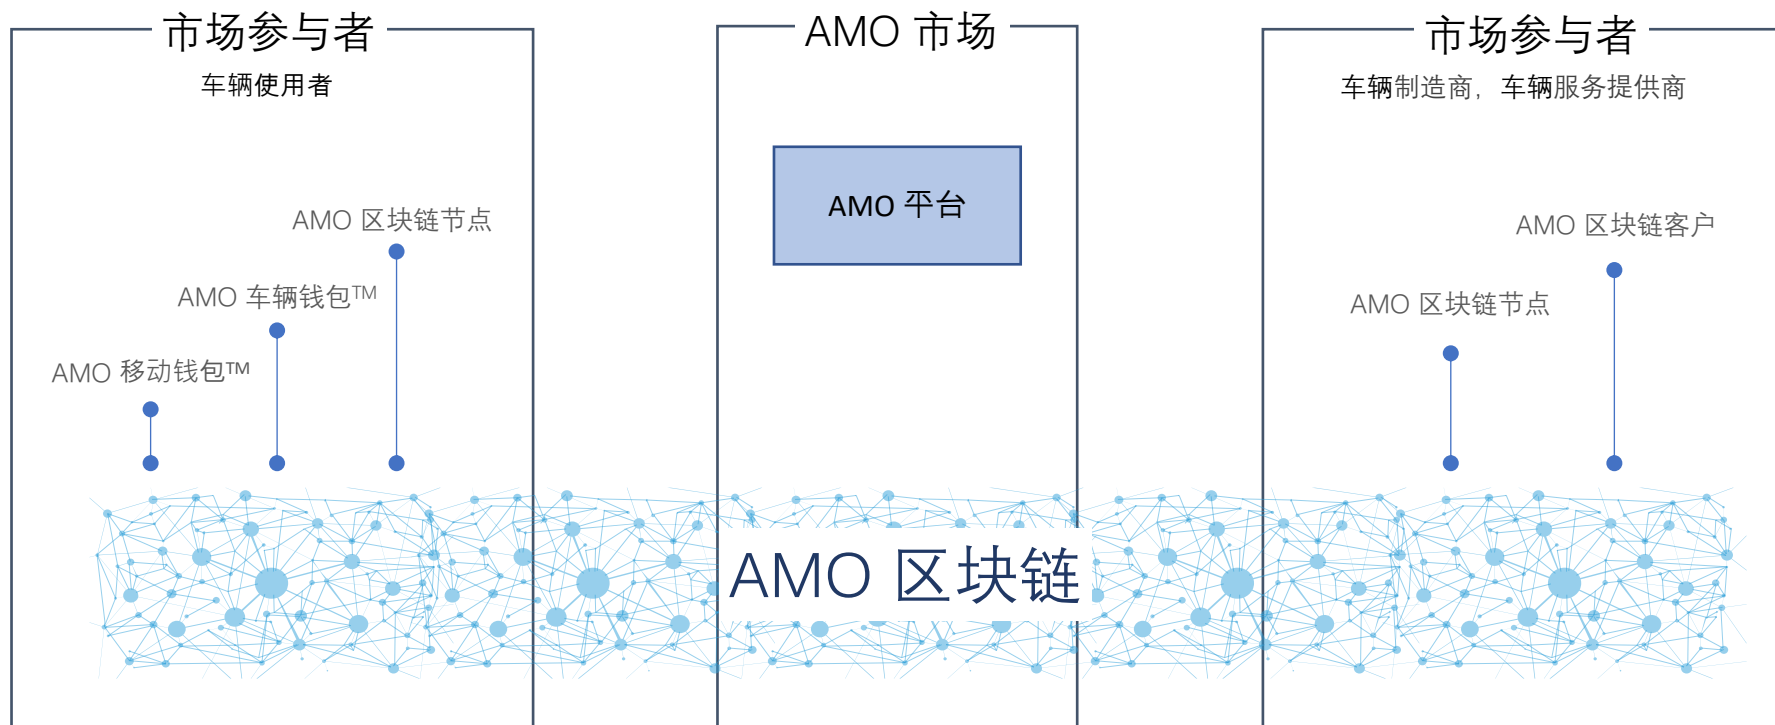 市场参与者
车辆使用者
AMO 区块链节点
AMO 车辆钱包TM
AMO 移动钱包™
AMO 市场
AMO 平台
市场参与者
车辆制造商，车辆服务提供商
AMO 区块链客户
AMO 区块链节点
AMO 区块链